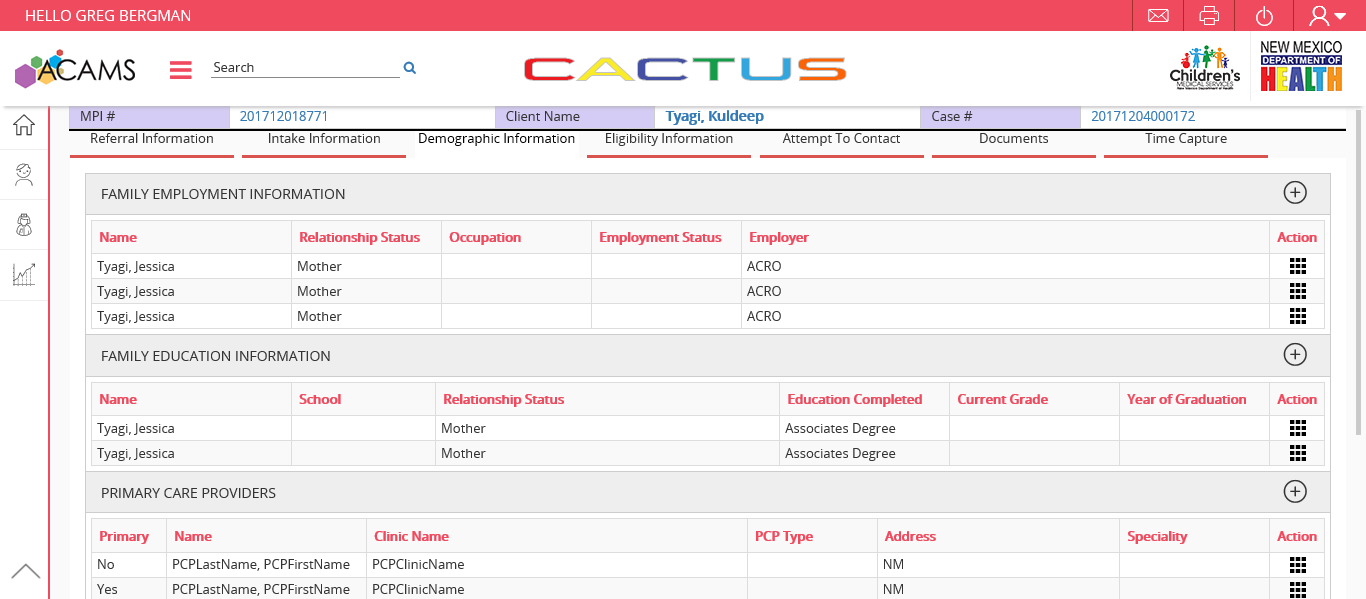 HELLO GREG BERGMAN
ACAMS
Search
CACTUS
Children's
MEDICAL SERVICES
New Mexico Department of Health
NEW MEXICO
DEPARTMENT OF
HEALTH
MPI # 201712018771 Client Name Tyagi, Kuldeep Case # 20171204000172
Referral Information Intake Information Demographic Information Eligibility Information Attempt To Contact Documents Time Capture
FAMILY EMPLOYMENT INFORMATION
Name Relationship Status Occupation Employment Status Employer Action
Tyagi, Jessica Mother ACRO
Tyagi, Jessica Mother ACRO
Tyagi, Jessica Mother ACRO
FAMILY EDUCATION INFORMATION
Name School Relationship Status Education Completed Current Grade Year of Graduation Action
Tyagi, Jessica Mother Associates Degree
Tyagi, Jessica Mother Associates Degree
PRIMARY CARE PROVIDERS
Primary Name Clinic Name PCP Type Address Speciality Action
No PCPLastName, PCPFirstName PCPClinicName NM
Yes PCPLastName, PCPFirstName PCPClinicName NM